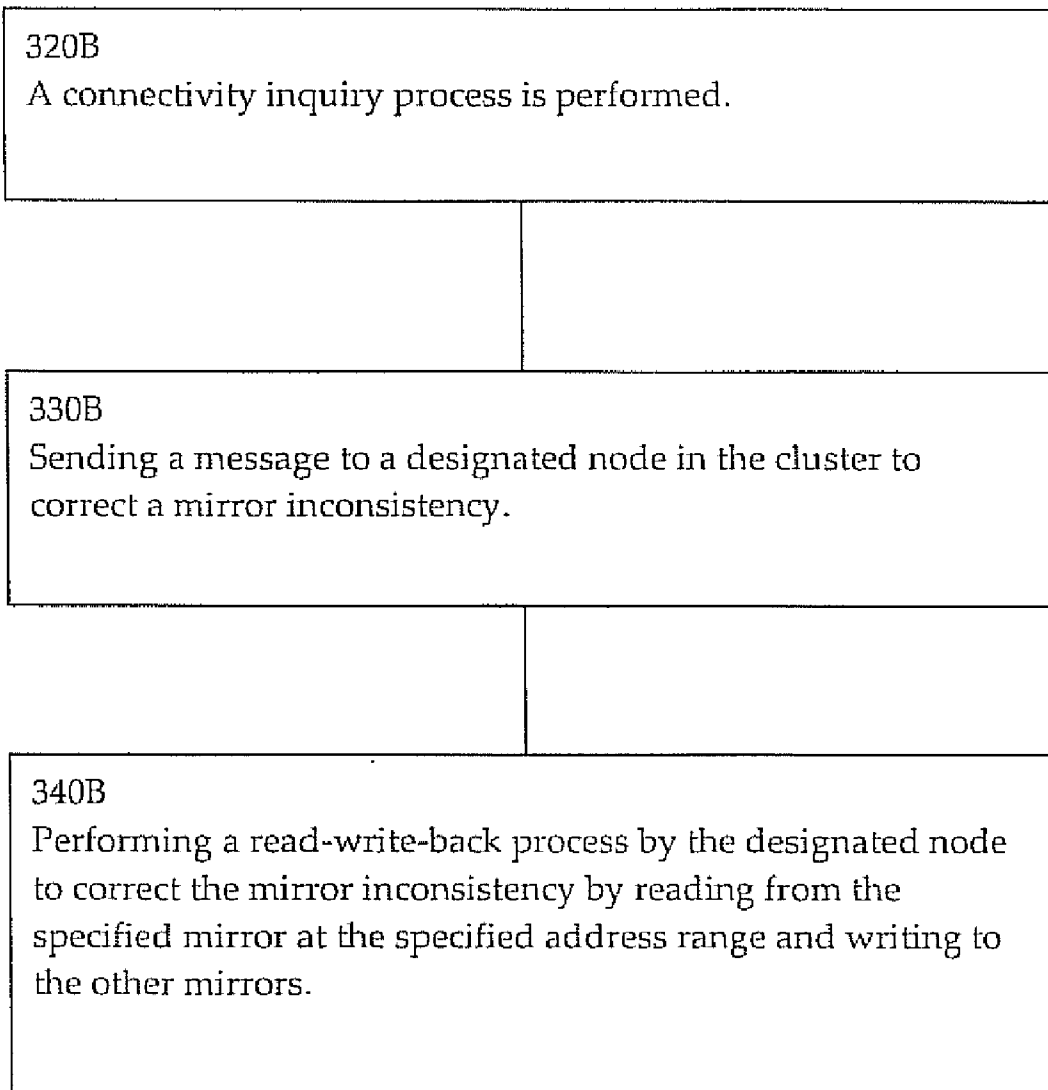 320B
A connectivity inquiry process is performed.
330B
Sending a message to a designated node in the cluster to
correct a mirror inconsistency.
340B
Performing a read-write-back process by the designated node
to correct the mirror inconsistency by reading from the
specified mirror at the specified address range and writing to
the other mirrors.